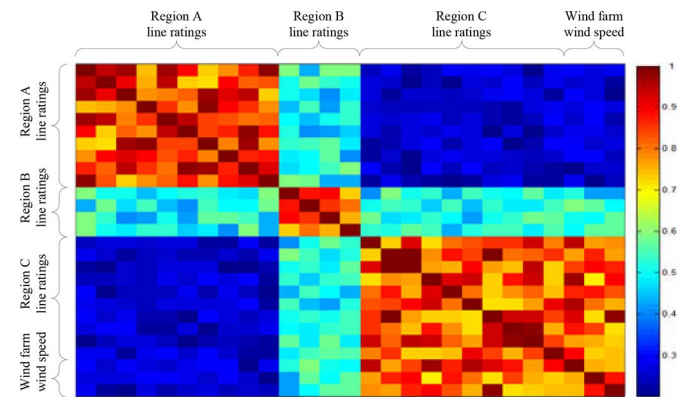 Region A
line ratings
Region B
line ratings
Region C
line ratings
Wind farm
wind speed
Region A
line ratings
Region B
line ratings
Region C
line ratings
Wind farm
wind speed
1
0.9
0.8
0.7
0.6
0.5
0.4
0.3